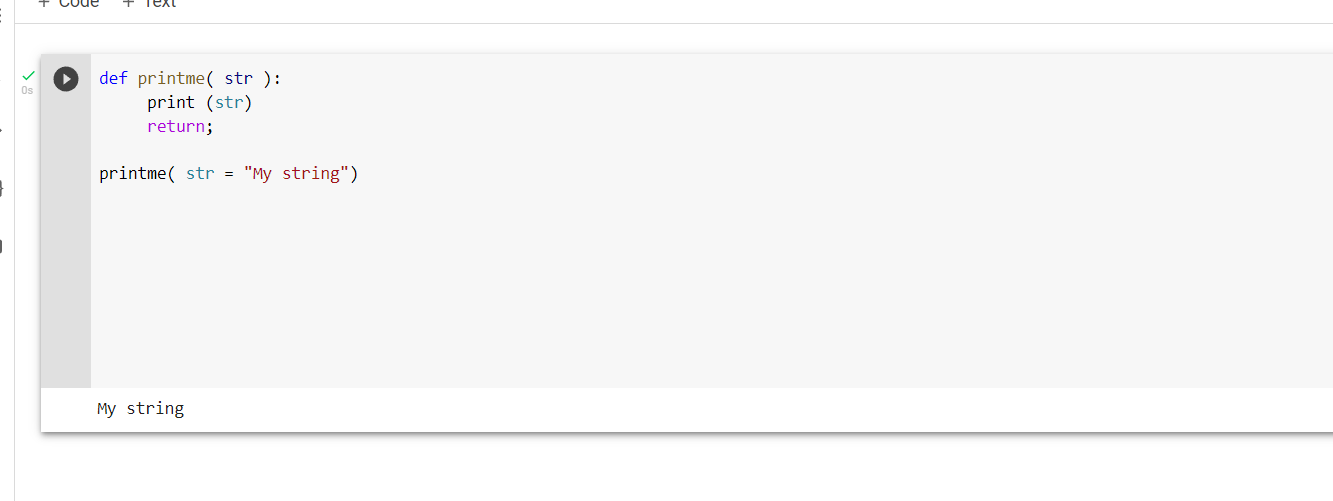 + Code + Text
0s
def printme( str ):
print (str)
return;
printme( str = "My string")
My string